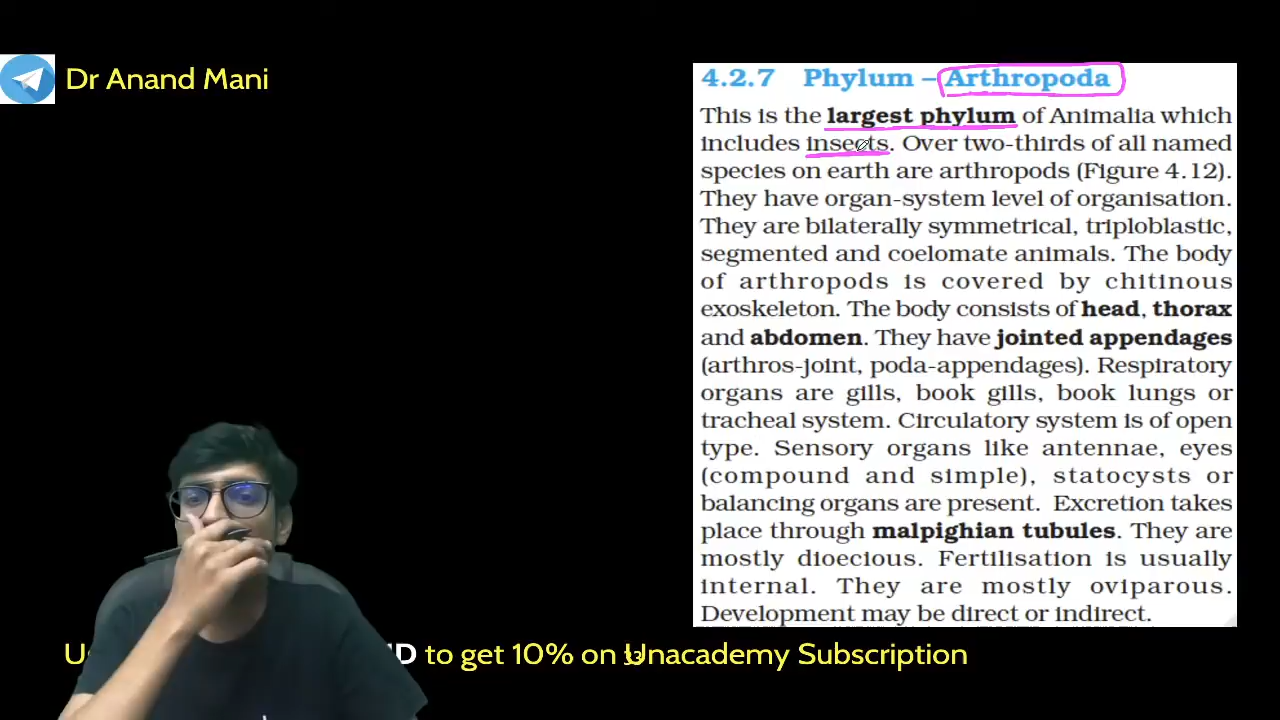 Dr Anand Mani
4.2.7 Phylum – Arthropoda
This is the largest phylum of Animalia which
includes insects. Over two-thirds of all named
species on earth are arthropods (Figure 4.12).
They have organ-system level of organisation.
They are bilaterally symmetrical, triploblastic,
segmented and coelomate animals. The body
of arthropods is covered by chitinous
exoskeleton. The body consists of head, thorax
and abdomen. They have jointed appendages
(arthros-joint, poda-appendages). Respiratory
organs are gills, book gills, book lungs or
tracheal system. Circulatory system is of open
type. Sensory organs like antennae, eyes
(compound and simple), statocysts or
balancing organs are present. Excretion takes
place through malpighian tubules. They are
mostly dioecious. Fertilisation is usually
internal. They are mostly oviparous.
Development may be direct or indirect.
to get 10% on Unacademy Subscription